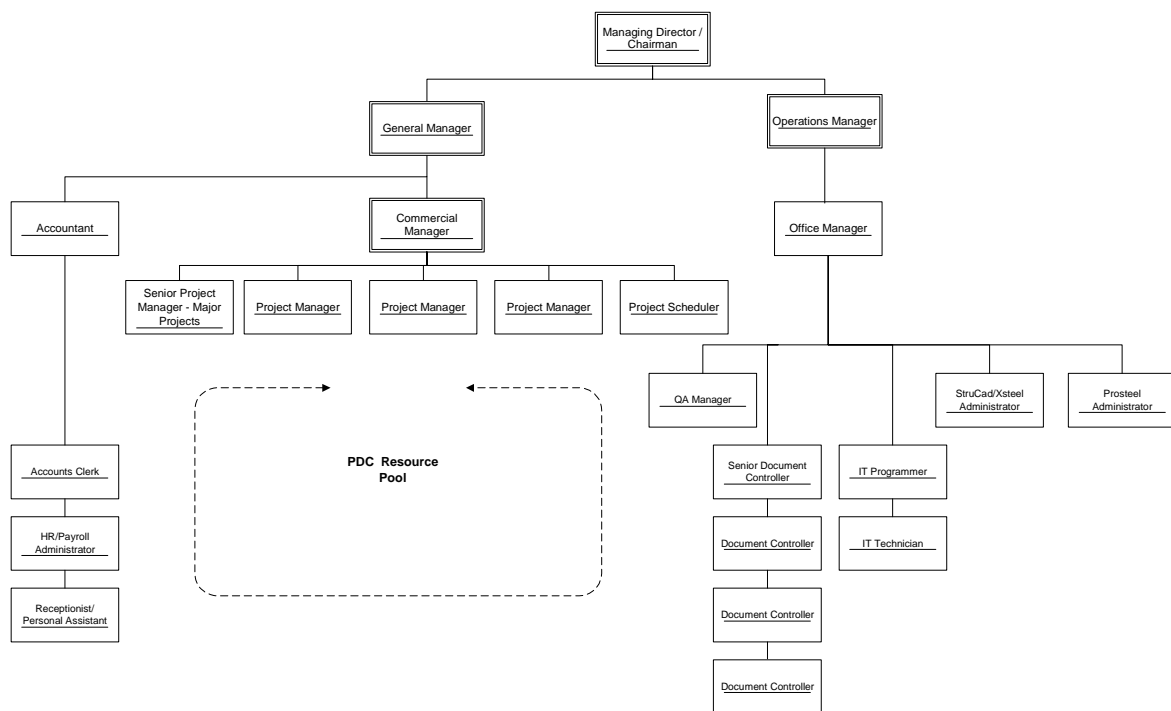 Managing Director /
Chairman
General Manager
Operations Manager
Accountant
Commercial
Manager
Office Manager
Senior Project
Manager - Major
Projects
Project Manager
Project Manager
Project Manager
Project Scheduler
QA Manager
StruCad/Xsteel
Administrator
Prosteel
Administrator
PDC Resource
Pool
Accounts Clerk
Senior Document
Controller
IT Programmer
HR/Payroll
Administrator
Document Controller
IT Technician
Receptionist/
Personal Assistant
Document Controller
Document Controller